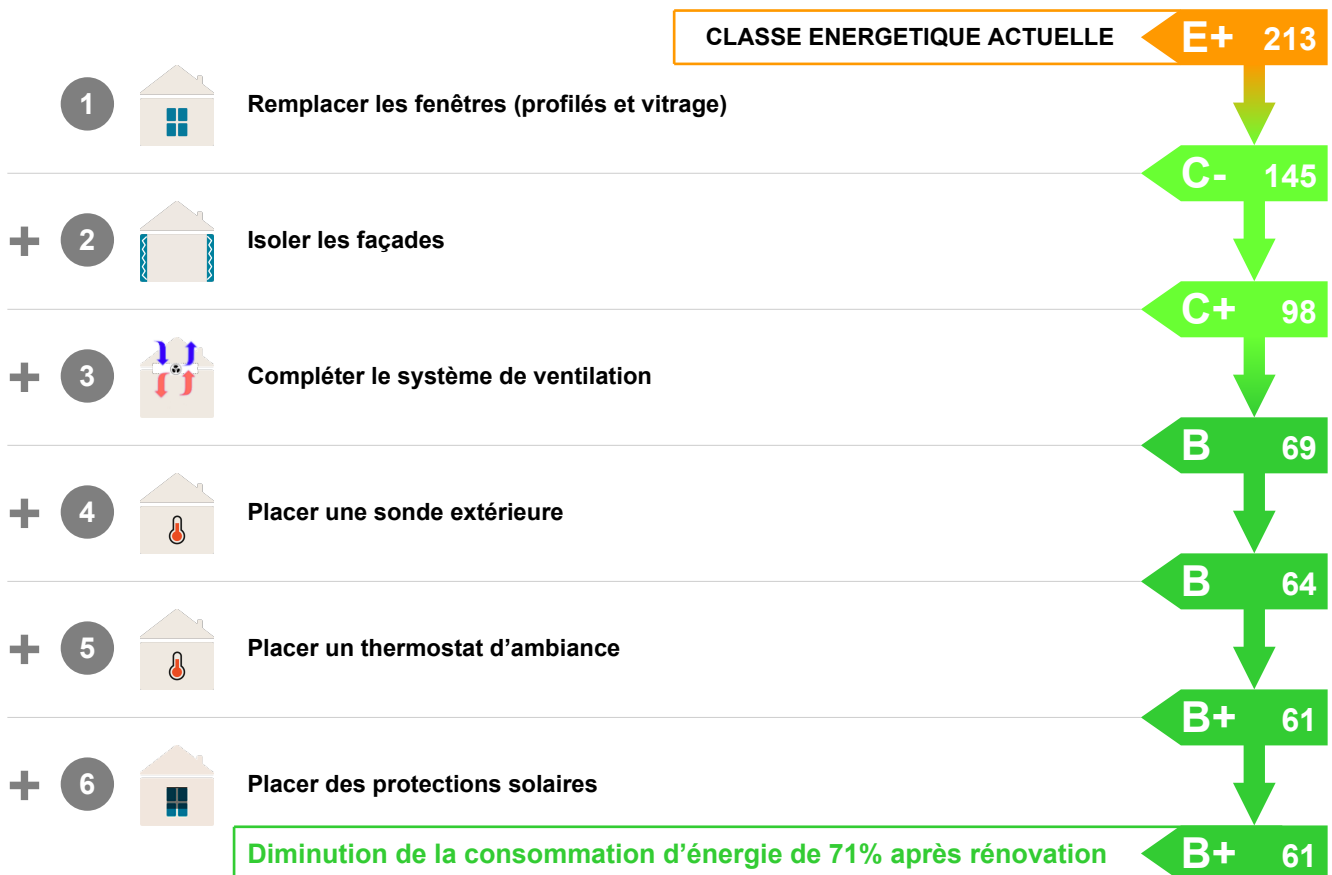 CLASSE ENERGETIQUE ACTUELLE E+ 213
1 Remplacer les fenêtres (profilés et vitrage)
C- 145
+ 2 Isoler les façades
C+ 98
+ 3 Compléter le système de ventilation
B 69
+ 4 Placer une sonde extérieure
B 64
+ 5 Placer un thermostat d’ambiance
B+ 61
+ 6 Placer des protections solaires
Diminution de la consommation d’énergie de 71% après rénovation B+ 61